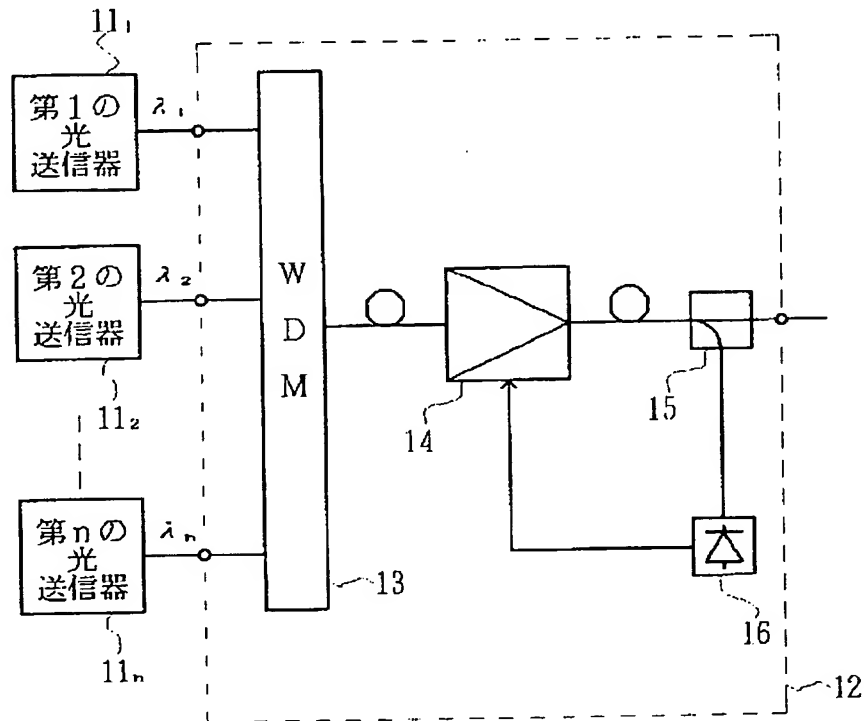 11₁
第1の
光
送信器
λ₁
第2の
光
送信器
λ₂
11₂
第nの
光
送信器
λₙ
11ₙ
W
D
M
13
14
15
16
12